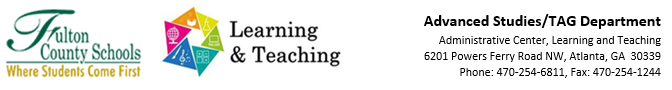 Fulton
County Schools
Where Students Come First
Learning
& Teaching
Advanced Studies/TAG Department
Administrative Center, Learning and Teaching
6201 Powers Ferry Road NW, Atlanta, GA  30339
Phone: 470-254-6811, Fax: 470-254-1244